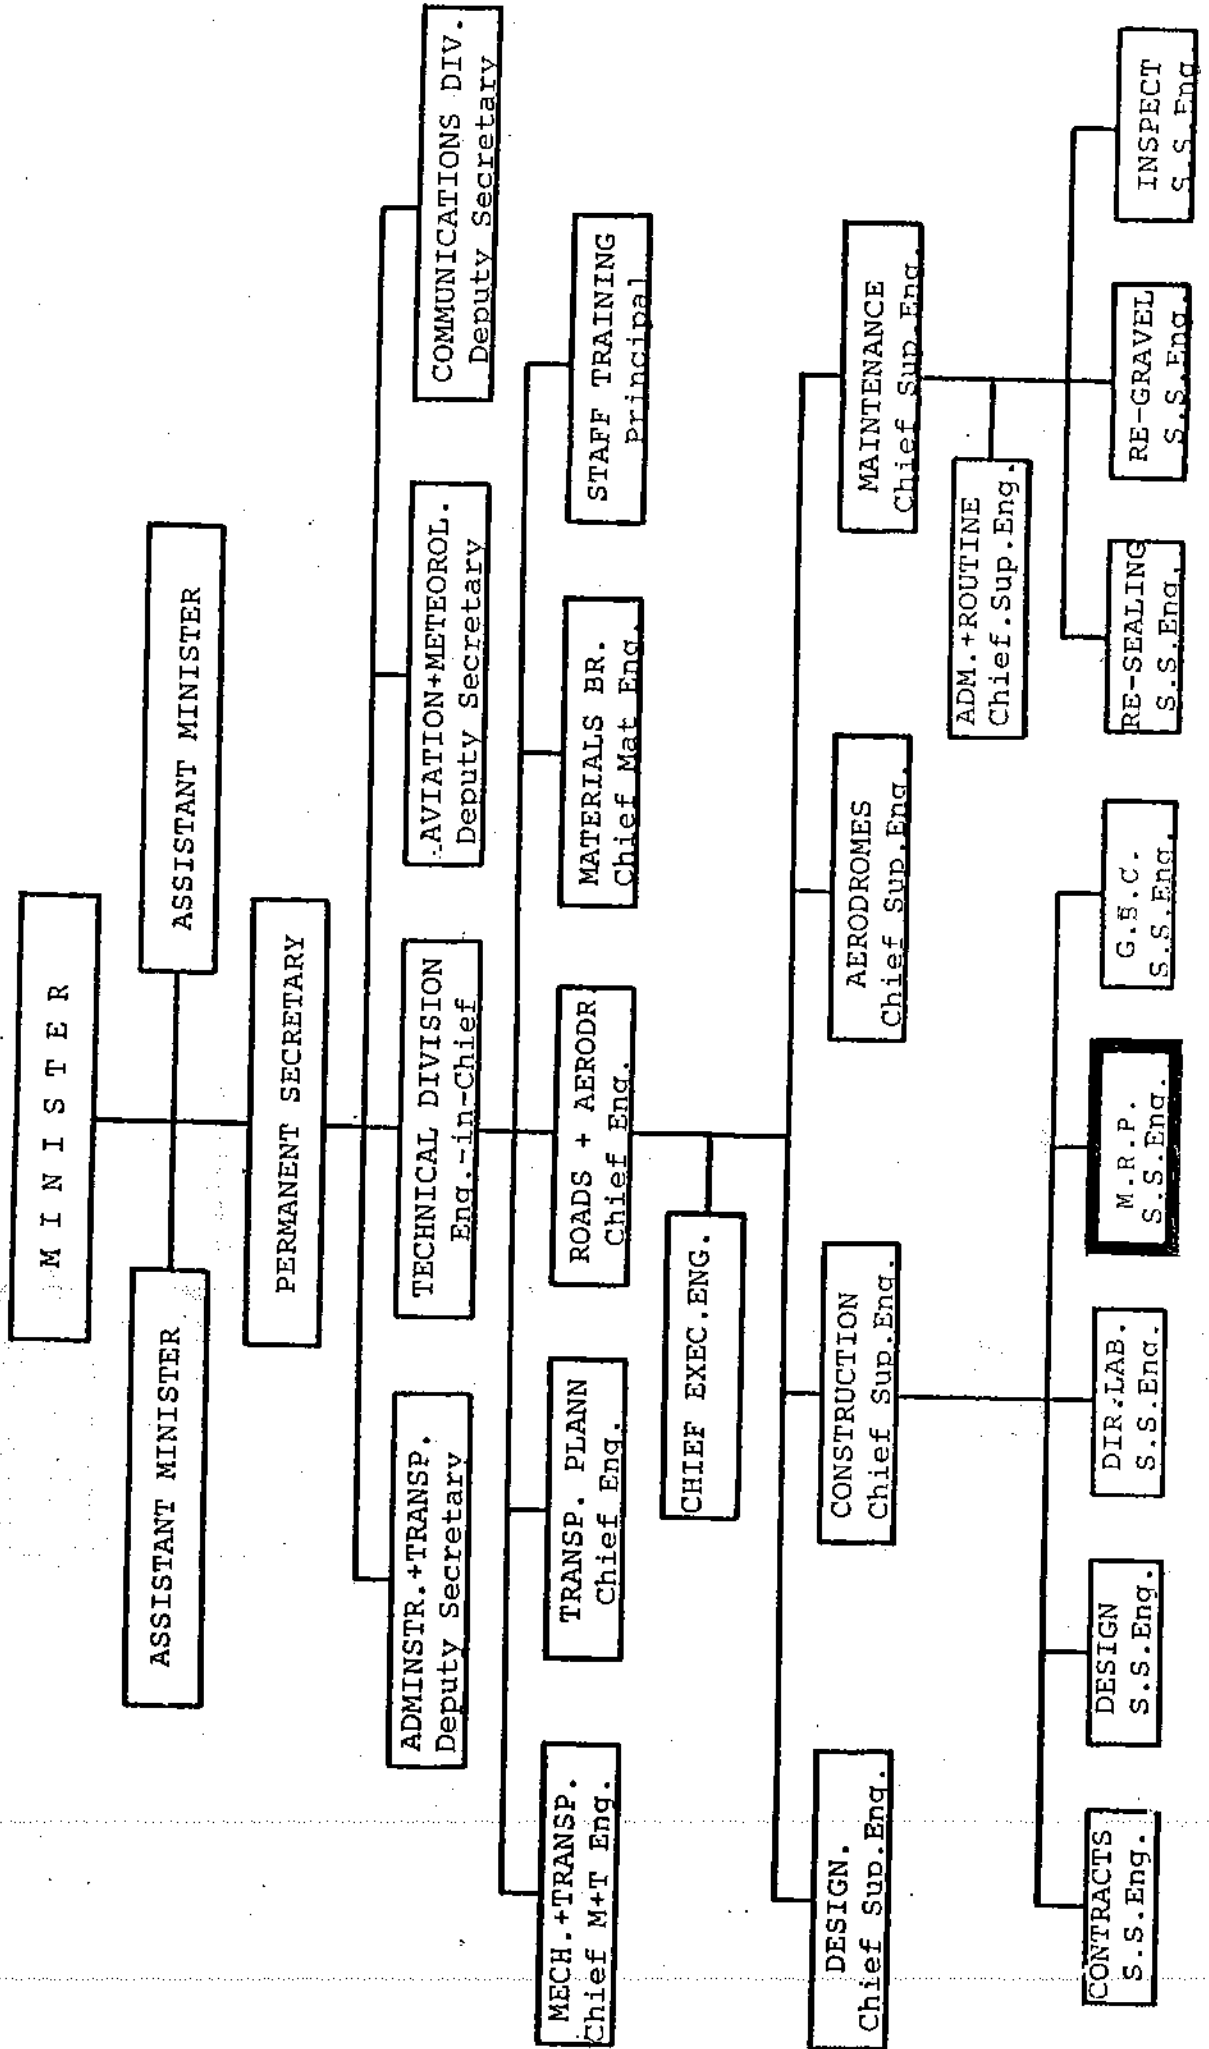 M I N I S T E R
ASSISTANT MINISTER
ASSISTANT MINISTER
PERMANENT SECRETARY
ADMINSTR.+TRANSP.
Deputy Secretary
TECHNICAL DIVISION
Eng.-in-Chief
AVIATION+METEOROL.
Deputy Secretary
COMMUNICATIONS DIV.
Deputy Secretary
MECH.+TRANSP.
Chief M+T Eng.
TRANSP. PLANN
Chief Eng.
ROADS + AERODR.
Chief Eng.
MATERIALS BR.
Chief Mat Eng.
STAFF TRAINING
Principal
CHIEF EXEC.ENG.
DESIGN.
Chief Sup.Eng.
CONSTRUCTION
Chief Sup.Eng.
AERODROMES
Chief Sup.Eng.
MAINTENANCE
Chief Sup.Eng.
ADM.+ROUTINE
Chief.Sup.Eng.
CONTRACTS
S.S.Eng.
DESIGN
S.S.Eng.
DIR.LAB.
S.S.Eng.
M.R.P.
S.S.Eng.
G.B.C.
S.S.Eng.
RE-SEALING
S.S.Eng.
RE-GRAVEL
S.S.Eng.
INSPECT
S.S.Eng